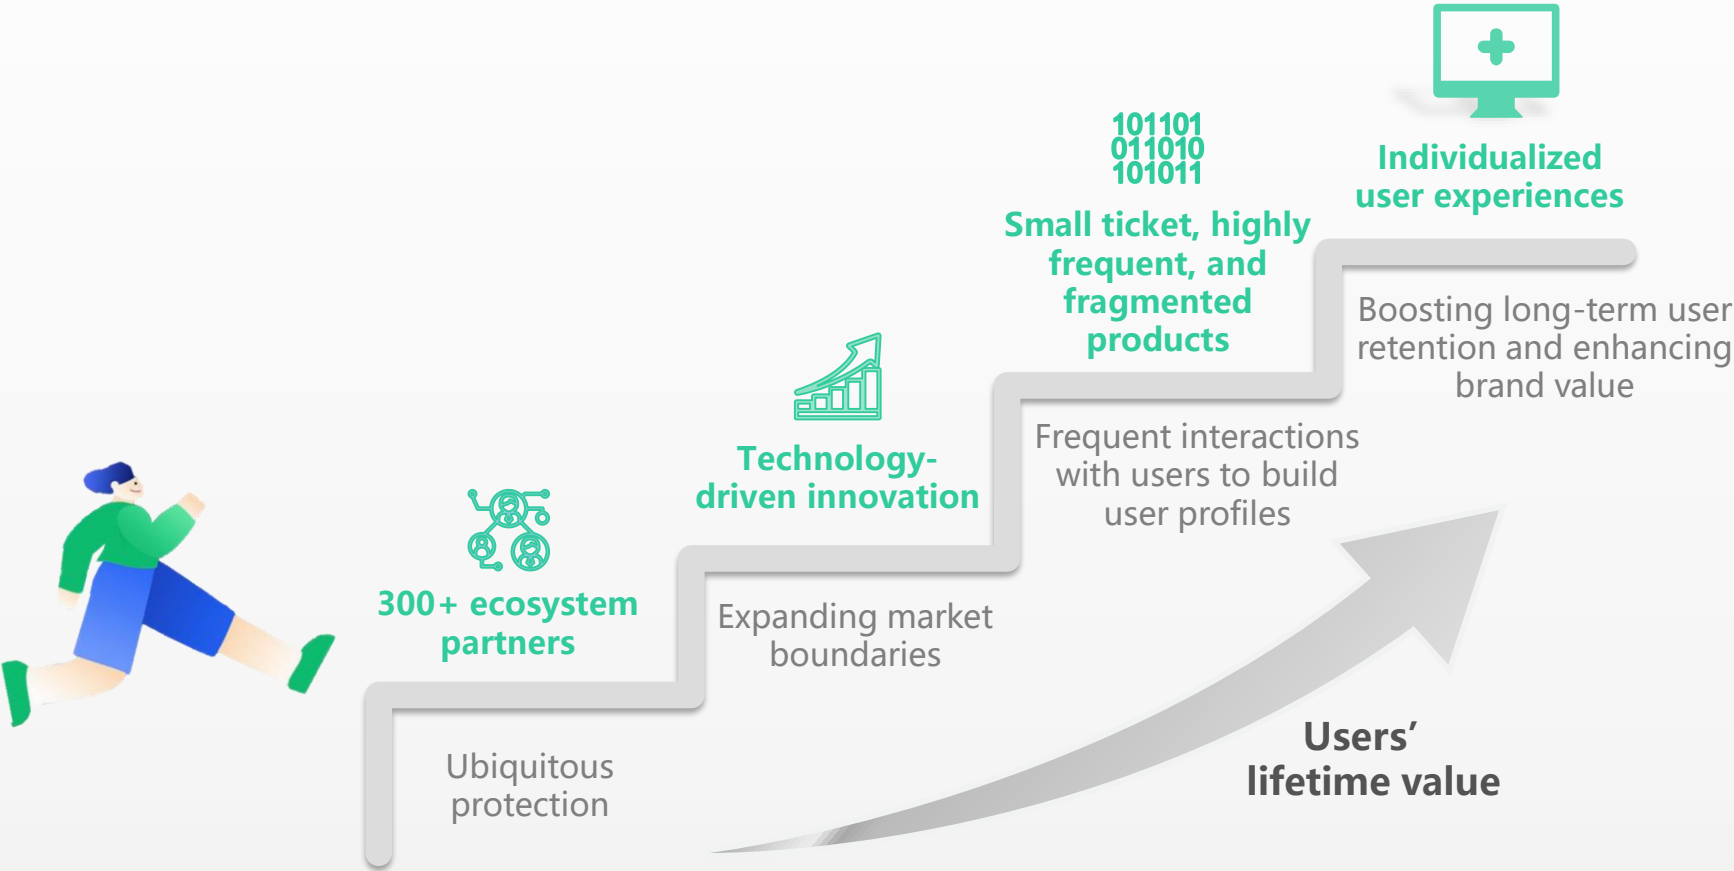 300+ ecosystem
partners
Ubiquitous
protection
Technology-
driven innovation
Expanding market
boundaries
101101
011010
101011
Small ticket, highly
frequent, and
fragmented
products
Frequent interactions
with users to build
user profiles
Individualized
user experiences
Boosting long-term user
retention and enhancing
brand value
Users’
lifetime value